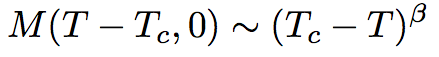 M(T − T_c, 0) ∼ (T_c − T)^β